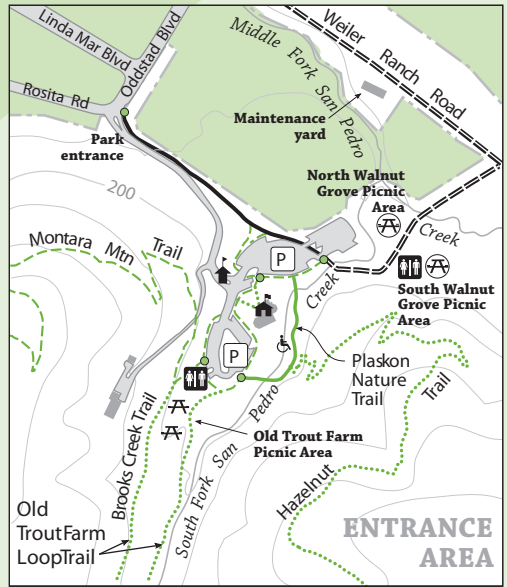 Linda Mar Blvd
Oddstad Blvd
Rosita Rd
Park
entrance
200
Middle Fork San Pedro
Creek
Weiler Ranch Road
Maintenance
yard
North Walnut
Grove Picnic
Area
South Walnut
Grove Picnic
Area
Montara Mtn Trail
P
P
Plaskon
Nature
Trail
Old Trout Farm
Picnic Area
Brooks Creek Trail
South Fork San Pedro Creek
Hazelnut Trail
Old
TroutFarm
LoopTrail
ENTRANCE
AREA